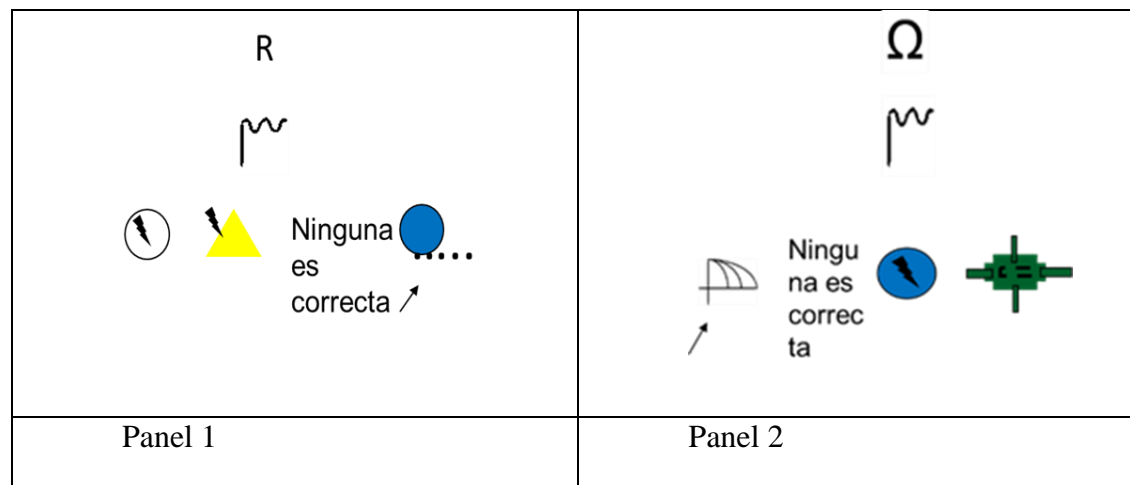 R
Ω
Ninguna
es
correcta
Ningu
na es
correc
ta
Panel 1
Panel 2